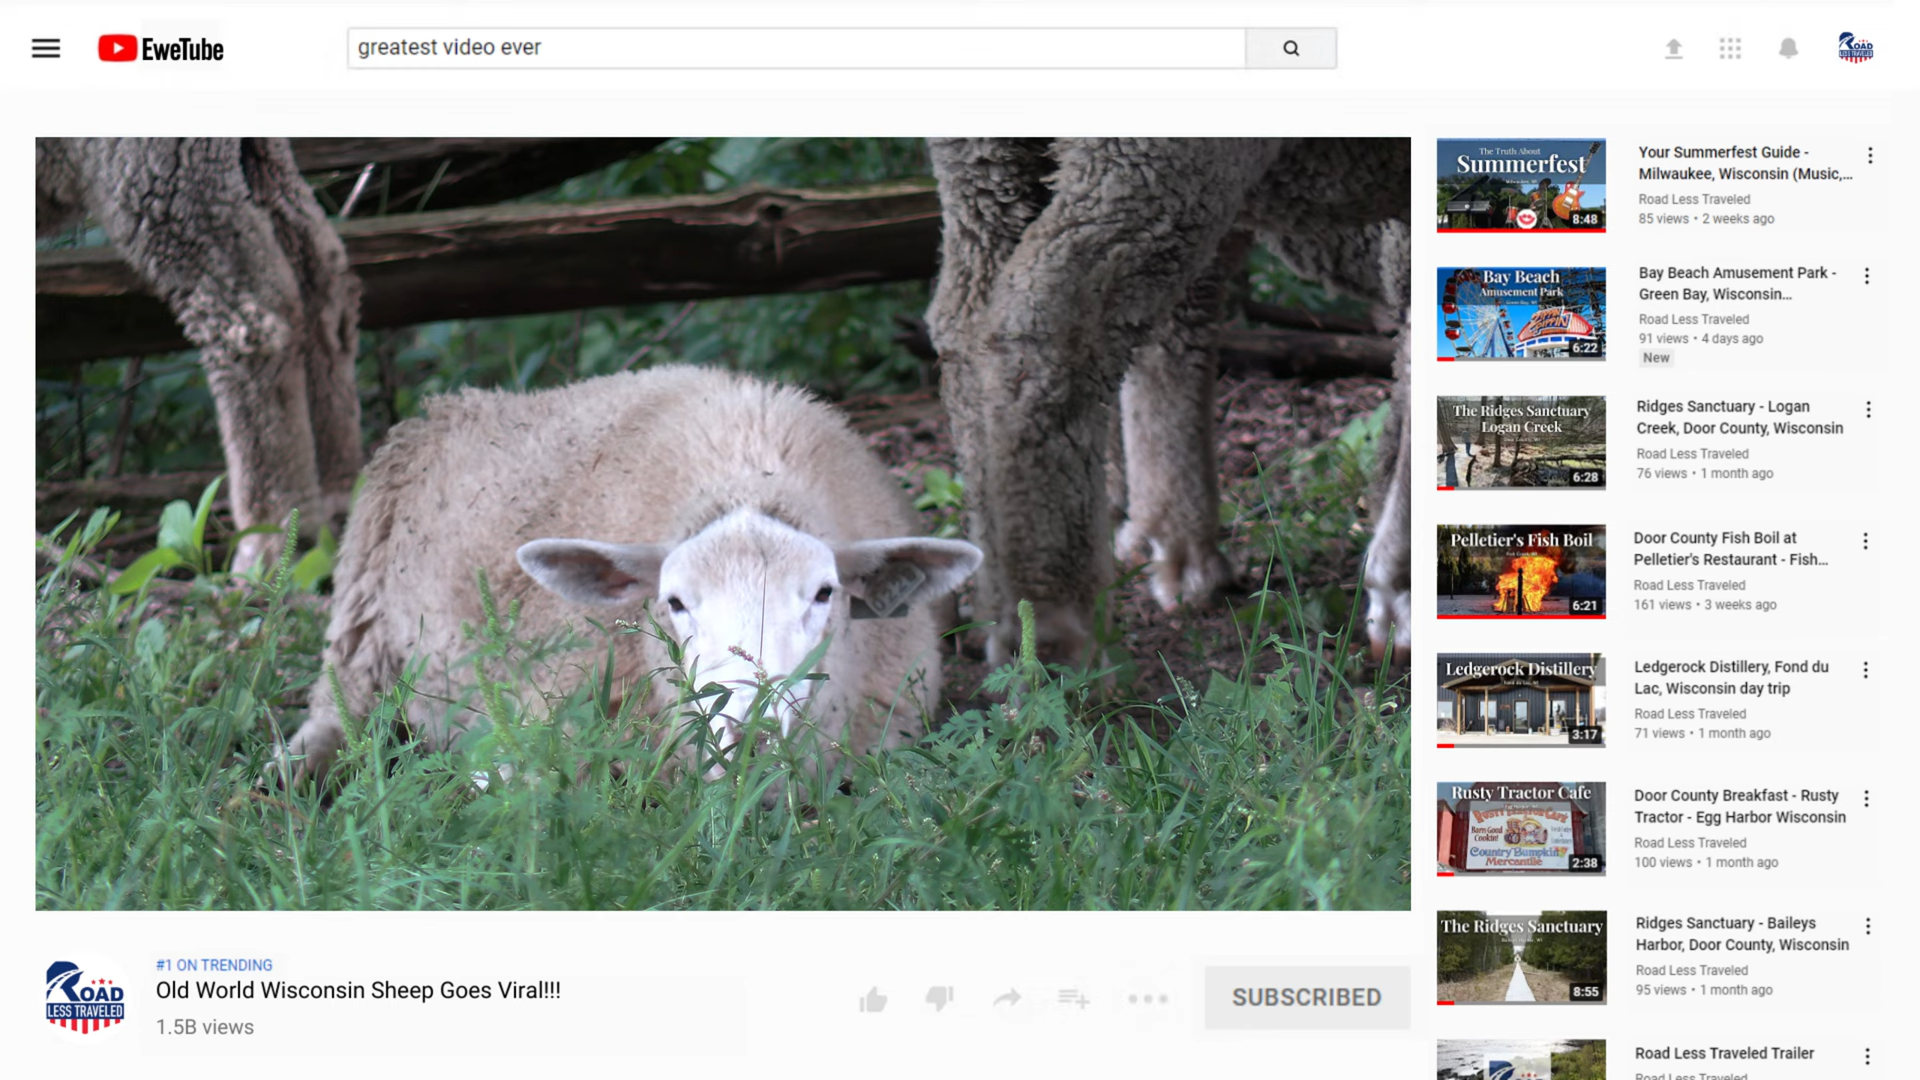 EweTube
greatest video ever
ROAD
LESS TRAVELED
#1 ON TRENDING
Old World Wisconsin Sheep Goes Viral!!!
1.5B views
SUBSCRIBED
The Truth About
Summerfest
8:48
Your Summerfest Guide -
Milwaukee, Wisconsin (Music,...
Road Less Traveled
85 views • 2 weeks ago
Bay Beach
Amusement Park
Green Bay, WI
6:22
Bay Beach Amusement Park -
Green Bay, Wisconsin...
Road Less Traveled
91 views • 4 days ago
New
The Ridges Sanctuary
Logan Creek
6:28
Ridges Sanctuary - Logan
Creek, Door County, Wisconsin
Road Less Traveled
76 views • 1 month ago
Pelletier's Fish Boil
6:21
Door County Fish Boil at
Pelletier's Restaurant - Fish...
Road Less Traveled
161 views • 3 weeks ago
Ledgerock Distillery
3:17
Ledgerock Distillery, Fond du
Lac, Wisconsin day trip
Road Less Traveled
71 views • 1 month ago
Rusty Tractor Cafe
Barn Good
Cookin!
Country Bumpkin
Mercantile
2:38
Door County Breakfast - Rusty
Tractor - Egg Harbor Wisconsin
Road Less Traveled
100 views • 1 month ago
The Ridges Sanctuary
8:55
Ridges Sanctuary - Baileys
Harbor, Door County, Wisconsin
Road Less Traveled
95 views • 1 month ago
Road Less Traveled Trailer
Road Less Traveled